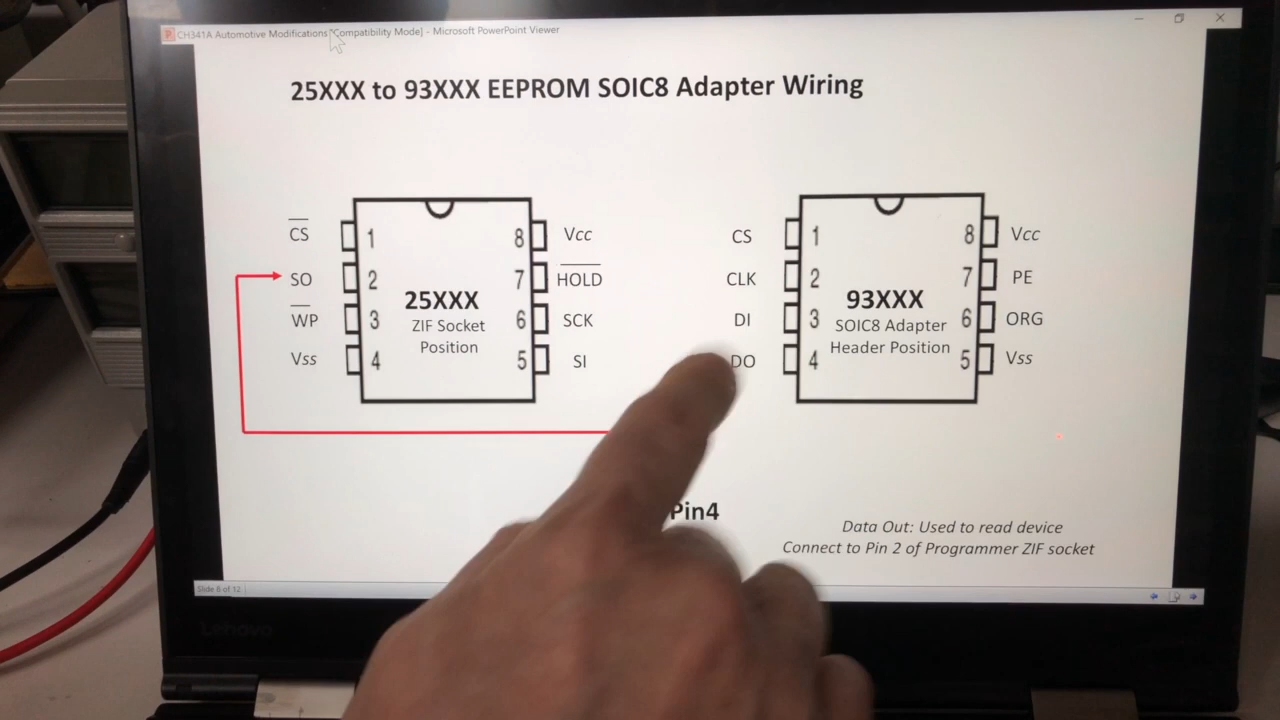 CH341A Automotive Modifications [Compatibility Mode] - Microsoft PowerPoint Viewer
25XXX to 93XXX EEPROM SOIC8 Adapter Wiring
CS 1 8 Vcc
SO 2 7 HOLD
WP 3 6 SCK
Vss 4 5 SI
25XXX
ZIF Socket
Position
CS 1 8 Vcc
CLK 2 7 PE
DI 3 6 ORG
DO 4 5 Vss
93XXX
SOIC8 Adapter
Header Position
Pin4
Data Out: Used to read device
Connect to Pin 2 of Programmer ZIF socket
Slide 8 of 12
Lenovo